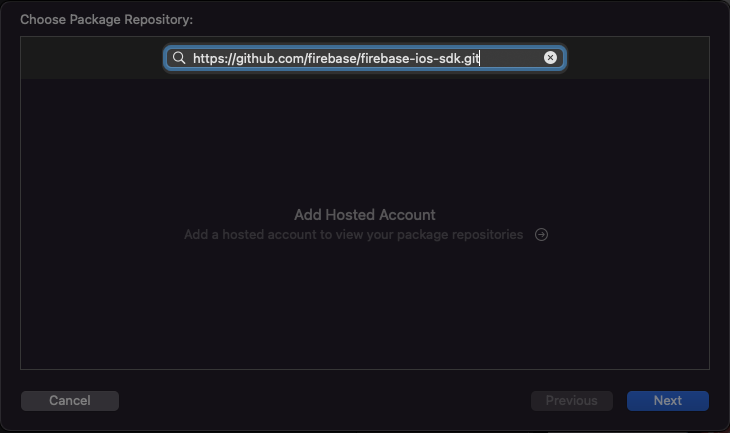 Choose Package Repository:
https://github.com/firebase/firebase-ios-sdk.git
Add Hosted Account
Add a hosted account to view your package repositories
Cancel
Previous
Next